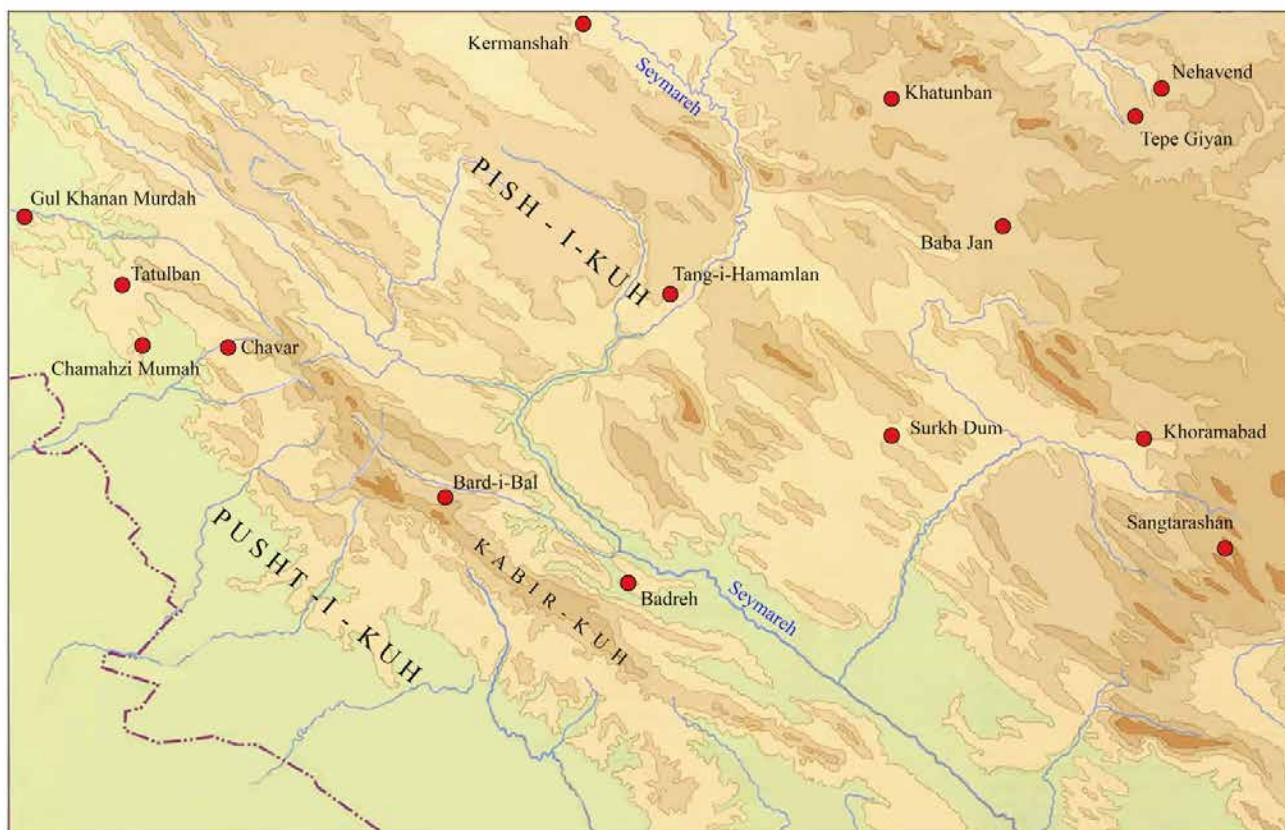 Kermanshah
Seymareh
Khatunban
Nehavend
Tepe Giyan
PISH-I-KUH
Gul Khanan Murdah
Baba Jan
Tatulban
Tang-i-Hamamlan
Chavar
Chamahzi Mumah
Surkh Dum
Khoramabad
Bard-i-Bal
Sangtarashan
PUSHT-I-KUH
KABIR-KUH
Badreh
Seymareh